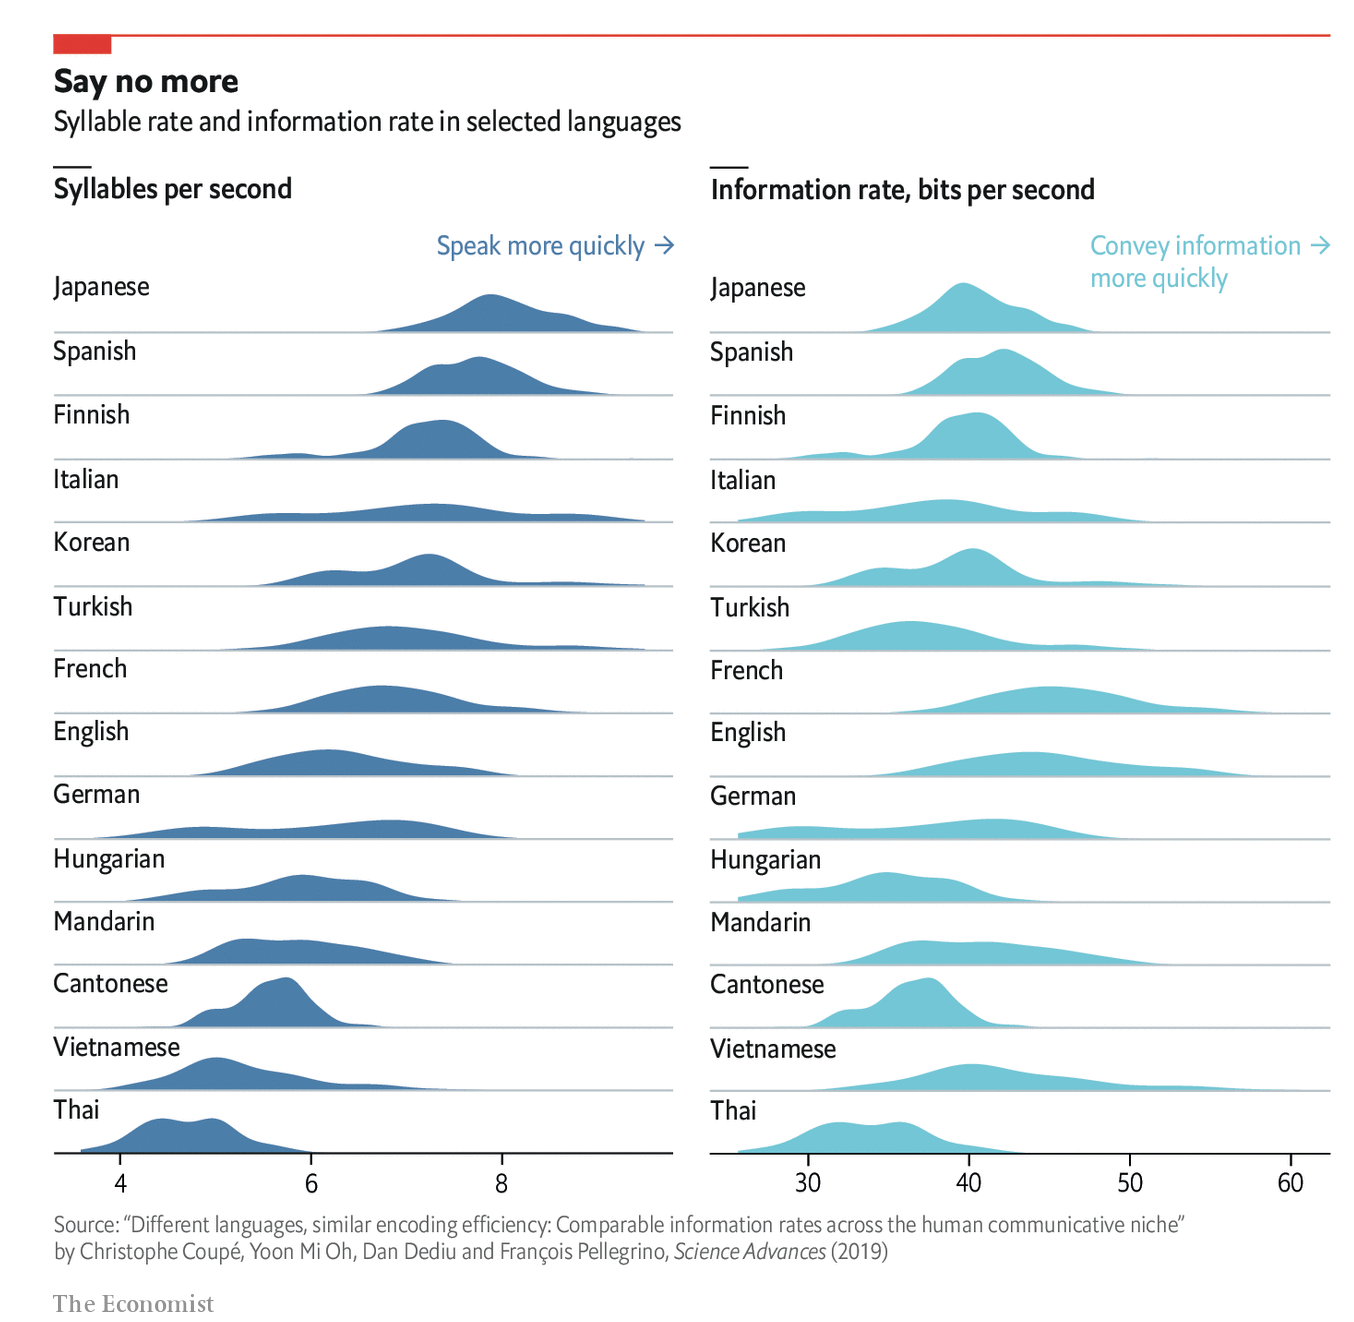 Say no more
Syllable rate and information rate in selected languages
Syllables per second
Speak more quickly →
Japanese
Spanish
Finnish
Italian
Korean
Turkish
French
English
German
Hungarian
Mandarin
Cantonese
Vietnamese
Thai
4 6 8
Information rate, bits per second
Convey information →
more quickly
Japanese
Spanish
Finnish
Italian
Korean
Turkish
French
English
German
Hungarian
Mandarin
Cantonese
Vietnamese
Thai
30 40 50 60
Source: “Different languages, similar encoding efficiency: Comparable information rates across the human communicative niche”
by Christophe Coupé, Yoon Mi Oh, Dan Dediu and François Pellegrino, Science Advances (2019)
The Economist